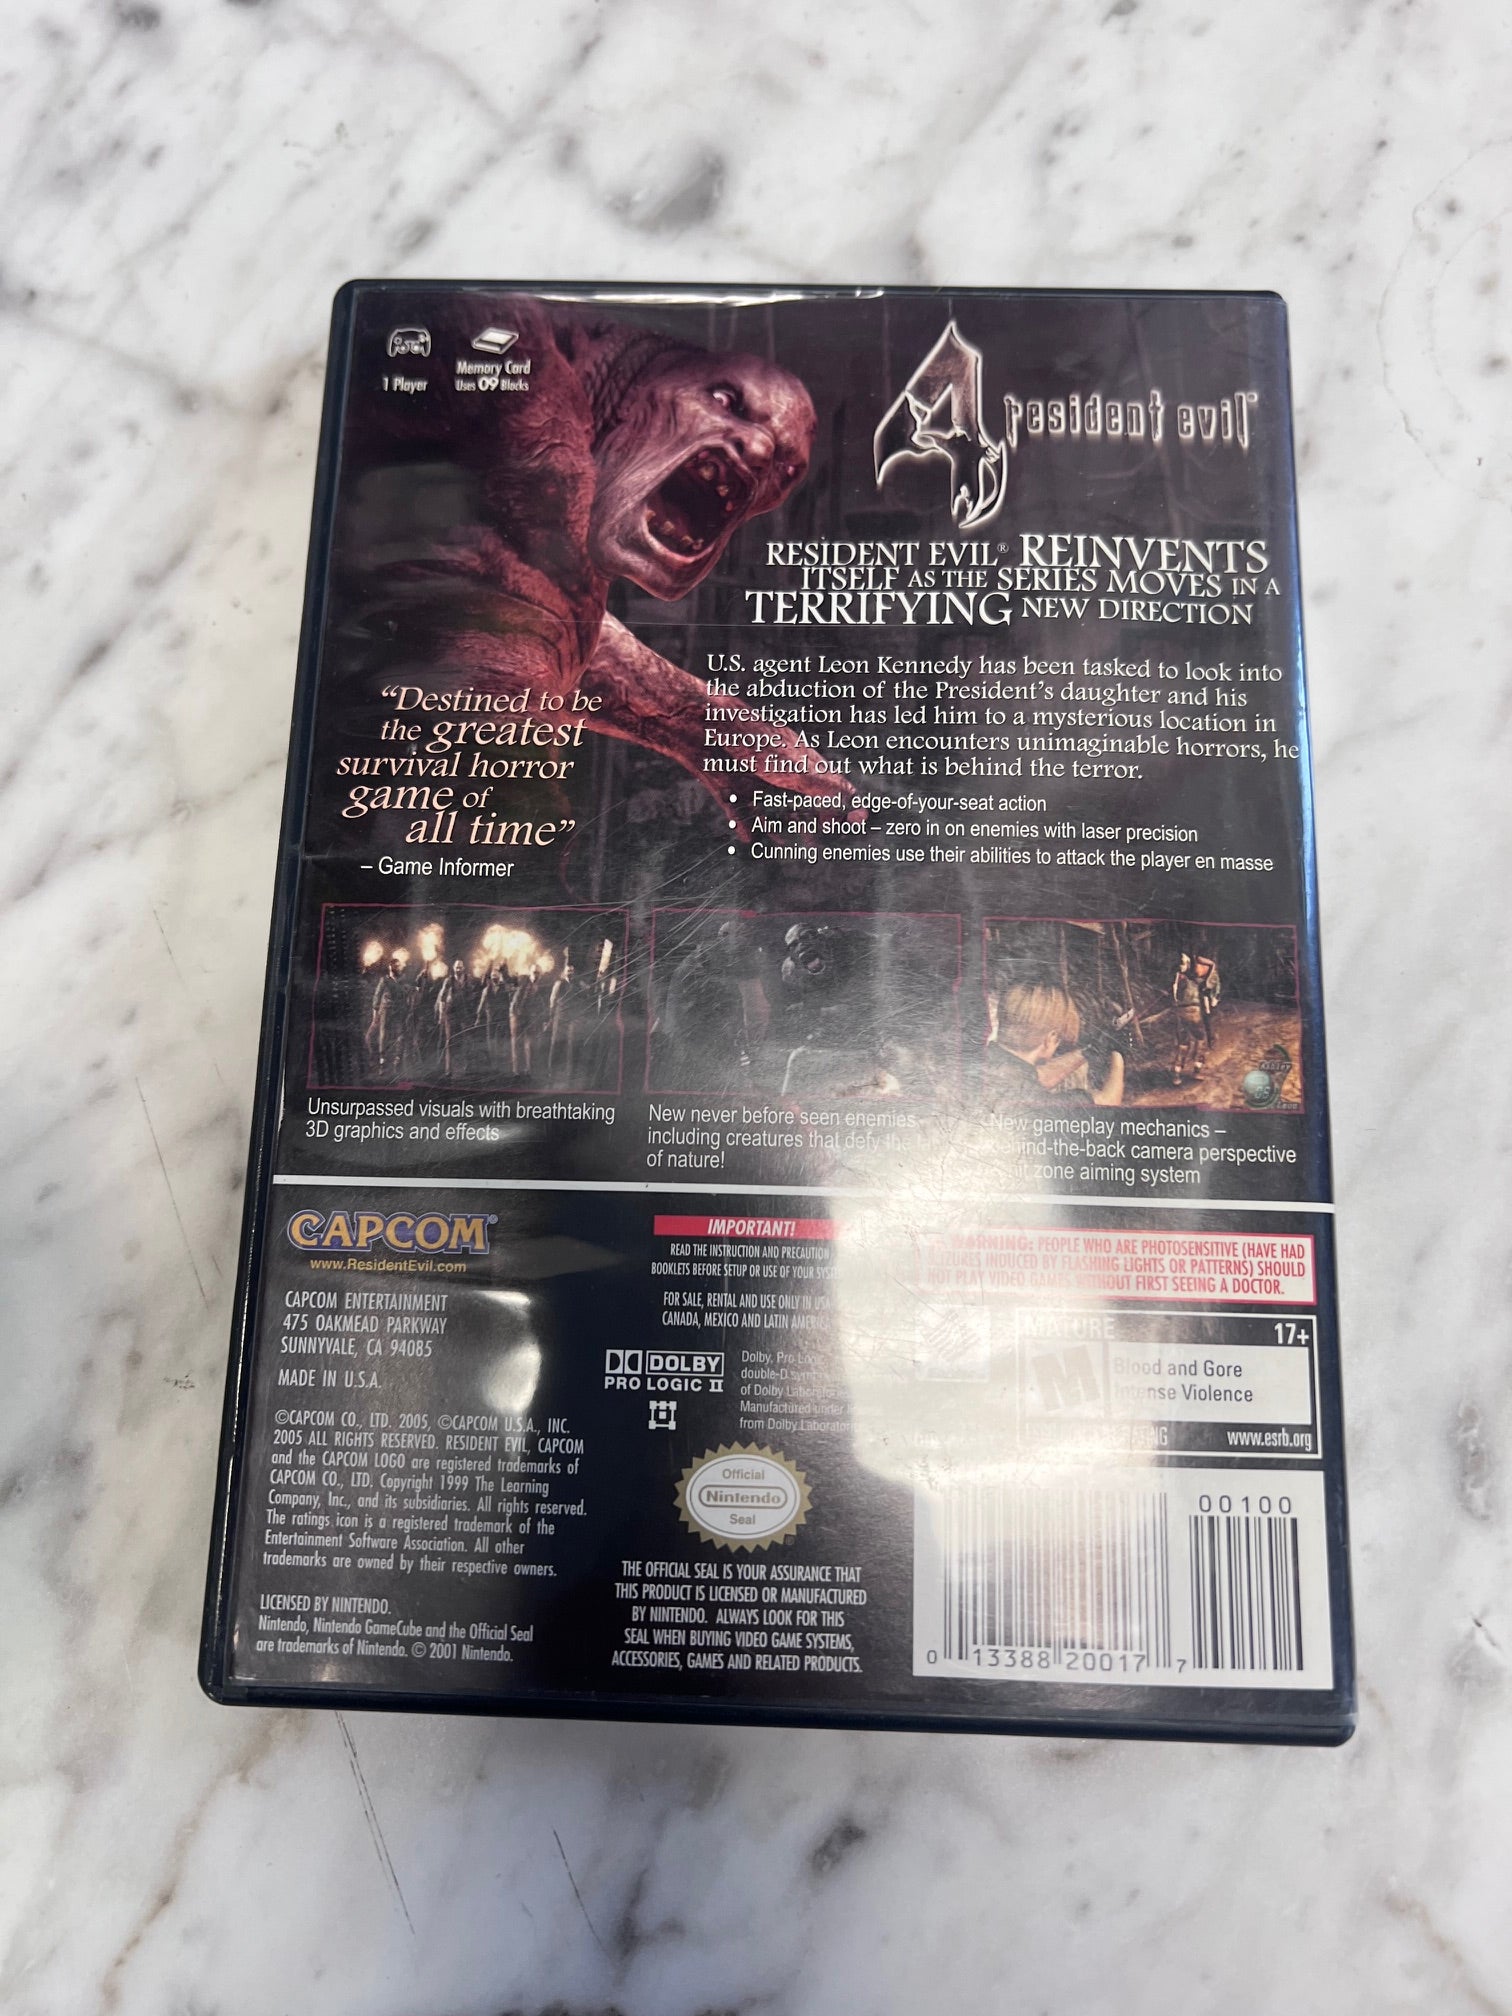 1 Player
Memory Card
Uses 09 Blocks
4 resident evil™
RESIDENT EVIL® REINVENTS
ITSELF AS THE SERIES MOVES IN A
TERRIFYING NEW DIRECTION
U.S. agent Leon Kennedy has been tasked to look into
the abduction of the President's daughter and his
investigation has led him to a mysterious location in
Europe. As Leon encounters unimaginable horrors, he
must find out what is behind the terror.
"Destined to be
the greatest
survival horror
game of
all time"
– Game Informer
• Fast-paced, edge-of-your-seat action
• Aim and shoot – zero in on enemies with laser precision
• Cunning enemies use their abilities to attack the player en masse
Unsurpassed visuals with breathtaking
3D graphics and effects
New never before seen enemies
including creatures that defy the
of nature!
New gameplay mechanics –
behind-the-back camera perspective
zone aiming system
CAPCOM®
www.ResidentEvil.com
CAPCOM ENTERTAINMENT
475 OAKMEAD PARKWAY
SUNNYVALE, CA 94085
MADE IN U.S.A.
©CAPCOM CO., LTD. 2005, ©CAPCOM U.S.A., INC.
2005 ALL RIGHTS RESERVED. RESIDENT EVIL, CAPCOM
and the CAPCOM LOGO are registered trademarks of
CAPCOM CO., LTD. Copyright 1999 The Learning
Company, Inc., and its subsidiaries. All rights reserved.
The ratings icon is a registered trademark of the
Entertainment Software Association. All other
trademarks are owned by their respective owners.
LICENSED BY NINTENDO.
Nintendo, Nintendo GameCube and the Official Seal
are trademarks of Nintendo. © 2001 Nintendo.
IMPORTANT!
READ THE INSTRUCTION AND PRECAUTION
BOOKLETS BEFORE SETUP OR USE OF YOUR
FOR SALE, RENTAL AND USE ONLY IN USA
CANADA, MEXICO AND LATIN AMERICA
DOLBY
PRO LOGIC II
Dolby, Pro Logic
double-D
of Dolby Laboratories
Manufactured under
from Dolby Laboratories
Official
Nintendo
Seal
THE OFFICIAL SEAL IS YOUR ASSURANCE THAT
THIS PRODUCT IS LICENSED OR MANUFACTURED
BY NINTENDO. ALWAYS LOOK FOR THIS
SEAL WHEN BUYING VIDEO GAME SYSTEMS,
ACCESSORIES, GAMES AND RELATED PRODUCTS.
WARNING: PEOPLE WHO ARE PHOTOSENSITIVE (HAVE HAD
SEIZURES INDUCED BY FLASHING LIGHTS OR PATTERNS) SHOULD
NOT PLAY VIDEO GAMES WITHOUT FIRST SEEING A DOCTOR.
MATURE 17+
M
Blood and Gore
Intense Violence
RATING www.esrb.org
00100
0 13388 20017 7